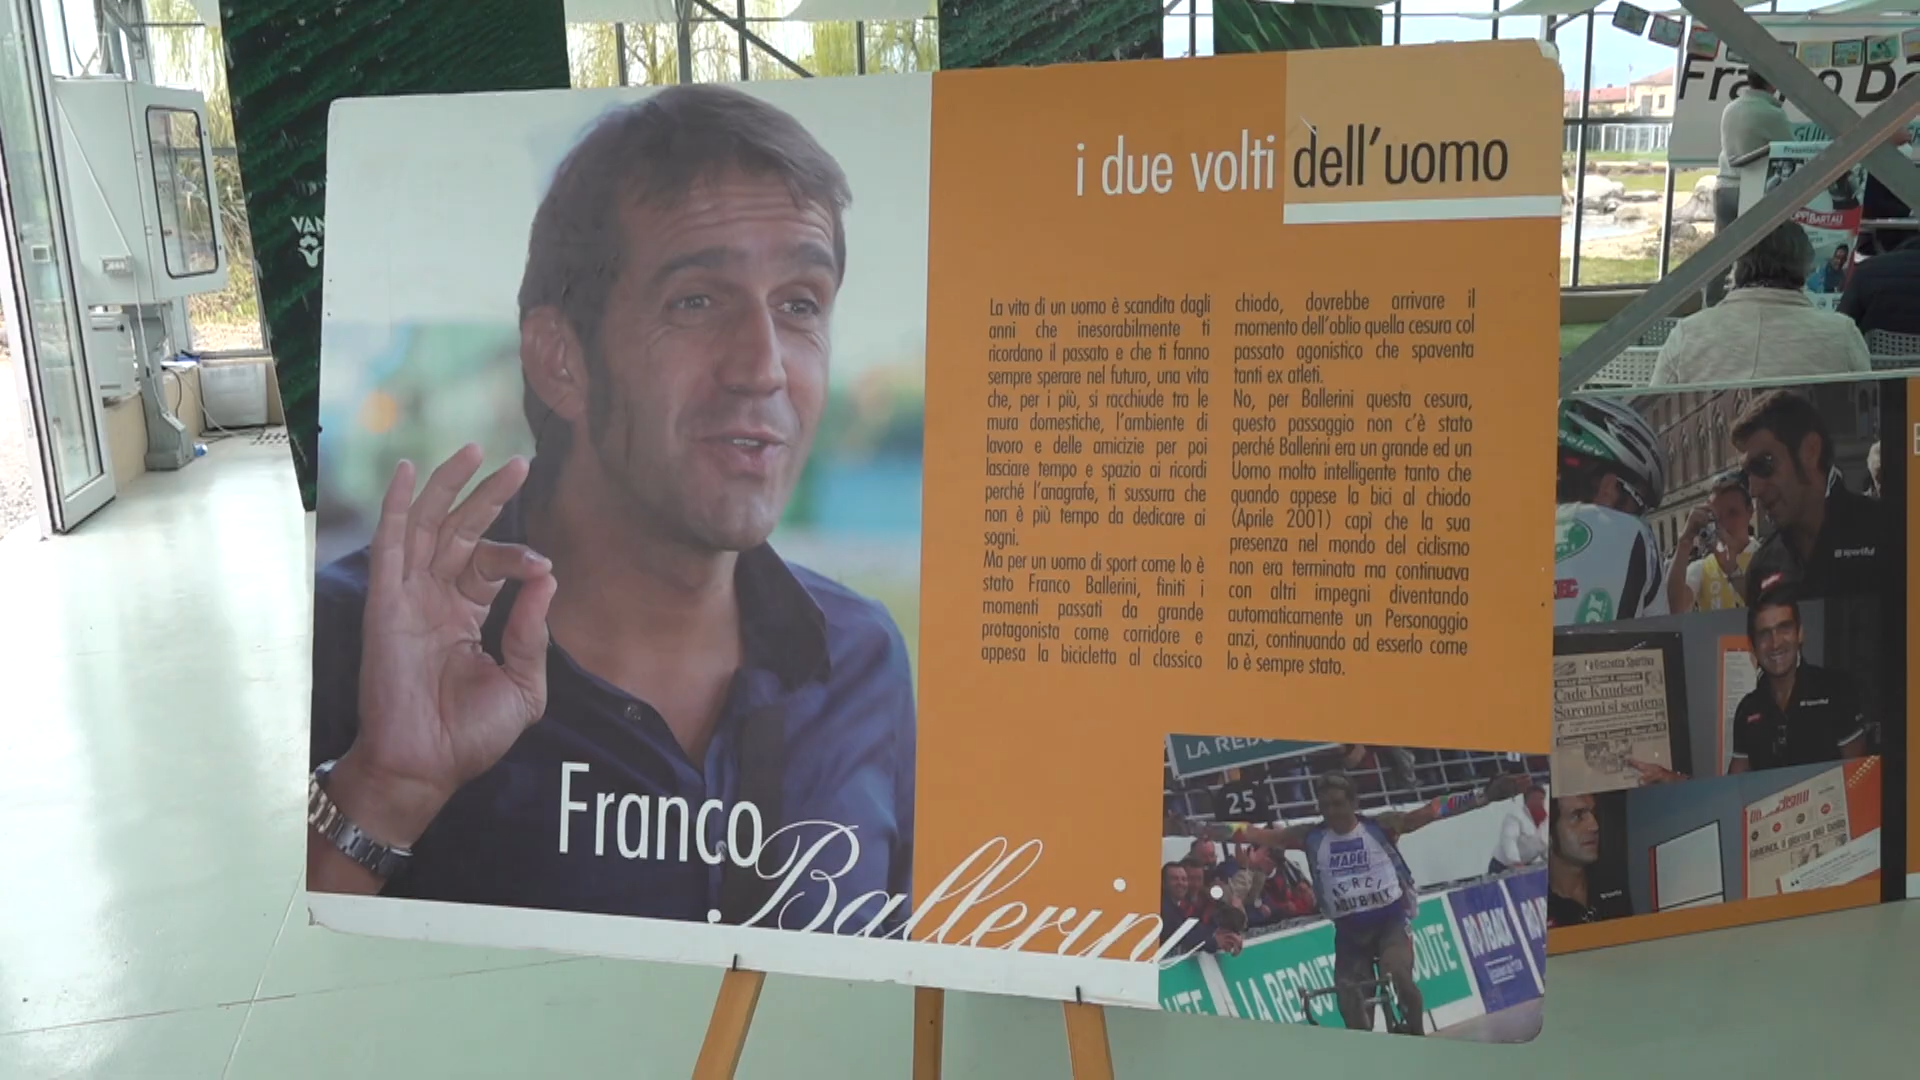 i due volti dell'uomo
La vita di un uomo è scandita dagli
anni che inesorabilmente ti
ricordano il passato e che ti fanno
sempre sperare nel futuro, una vita
che, per i più, si racchiude tra le
mura domestiche, l'ambiente di
lavoro e delle amicizie per poi
lasciare tempo e spazio ai ricordi
perché l'anagrafe, ti sussurra che
non è più tempo da dedicare ai
sogni.
Ma per un uomo di sport come lo è
stato Franco Ballerini, finiti i
momenti passati da grande
protagonista come corridore e
appesa la bicicletta al classico
chiodo, dovrebbe arrivare il
momento dell'oblio quella cesura col
passato agonistico che spaventa
tanti ex atleti.
No, per Ballerini questa cesura,
questo passaggio non c'è stato
perché Ballerini era un grande ed un
Uomo molto intelligente tanto che
quando appese la bici al chiodo
(Aprile 2001) capì che la sua
presenza nel mondo del ciclismo
non era terminata ma continuava
con altri impegni diventando
automaticamente un Personaggio
anzi, continuando ad esserlo come
lo è sempre stato.
Franco
Ballerini
25
MAPEI
MERCI
ROUBAIX
LA REDOUTE
ROUBAIX
VAN
sportful
La Gazzetta Sportiva
Cade Knudsen
Saronni si scatena